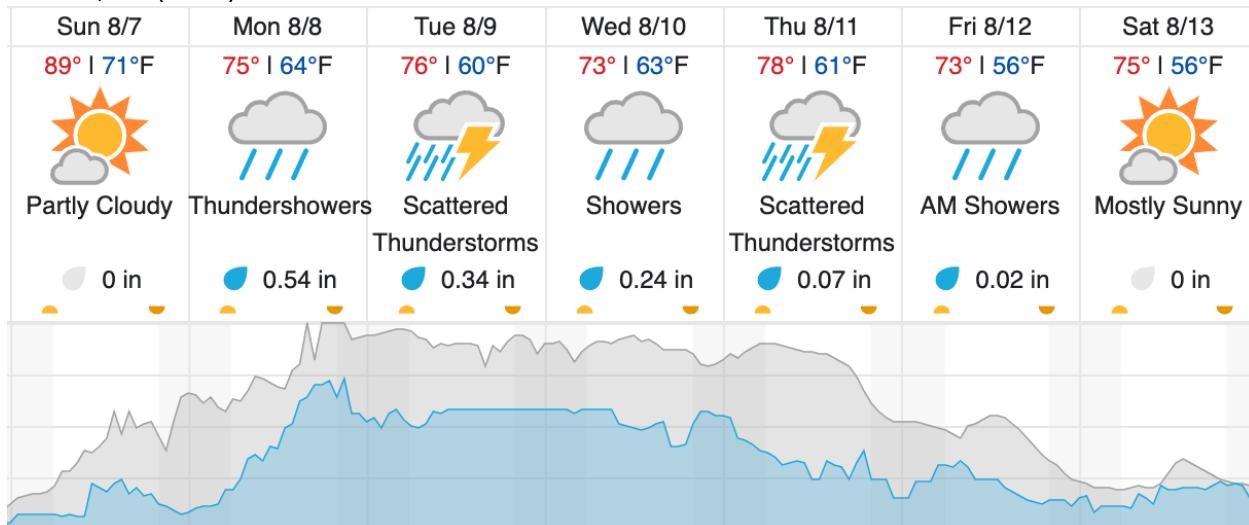 Sun 8/7 Mon 8/8 Tue 8/9 Wed 8/10 Thu 8/11 Fri 8/12 Sat 8/13
89° | 71°F 75° | 64°F 76° | 60°F 73° | 63°F 78° | 61°F 73° | 56°F 75° | 56°F
Partly Cloudy Thundershowers Scattered Showers Scattered AM Showers Mostly Sunny
Thunderstorms Thunderstorms
0 in 0.54 in 0.34 in 0.24 in 0.07 in 0.02 in 0 in